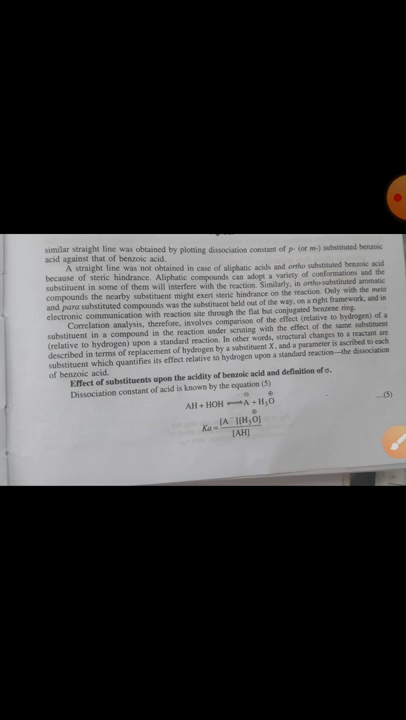 similar straight line was obtained by plotting dissociation constant of p- (or m-) substituted benzoic
acid against that of benzoic acid.
A straight line was not obtained in case of aliphatic acids and ortho substituted benzoic acid
because of steric hindrance. Aliphatic compounds can adopt a variety of conformations and the
substituent in some of them will interfere with the reaction. Similarly, in ortho-substituted aromatic
compounds the nearby substituent might exert steric hindrance on the reaction. Only with the meta
and para substituted compounds was the substituent held out of the way, on a right framework, and in
electronic communication with reaction site through the flat but conjugated benzene ring.
Correlation analysis, therefore, involves comparison of the effect (relative to hydrogen) of a
substituent in a compound in the reaction under scruting with the effect of the same substituent
(relative to hydrogen) upon a standard reaction. In other words, structural changes to a reactant are
described in terms of replacement of hydrogen by a substituent X, and a parameter is ascribed to each
substituent which quantifies its effect relative to hydrogen upon a standard reaction—the dissociation
of benzoic acid.
Effect of substituents upon the acidity of benzoic acid and definition of σ.
Dissociation constant of acid is known by the equation (5)
AH + HOH ⇌ A⊖ + H₃O⊕ ...(5)
Ka = [A⁻][H₃O⊕] / [AH]